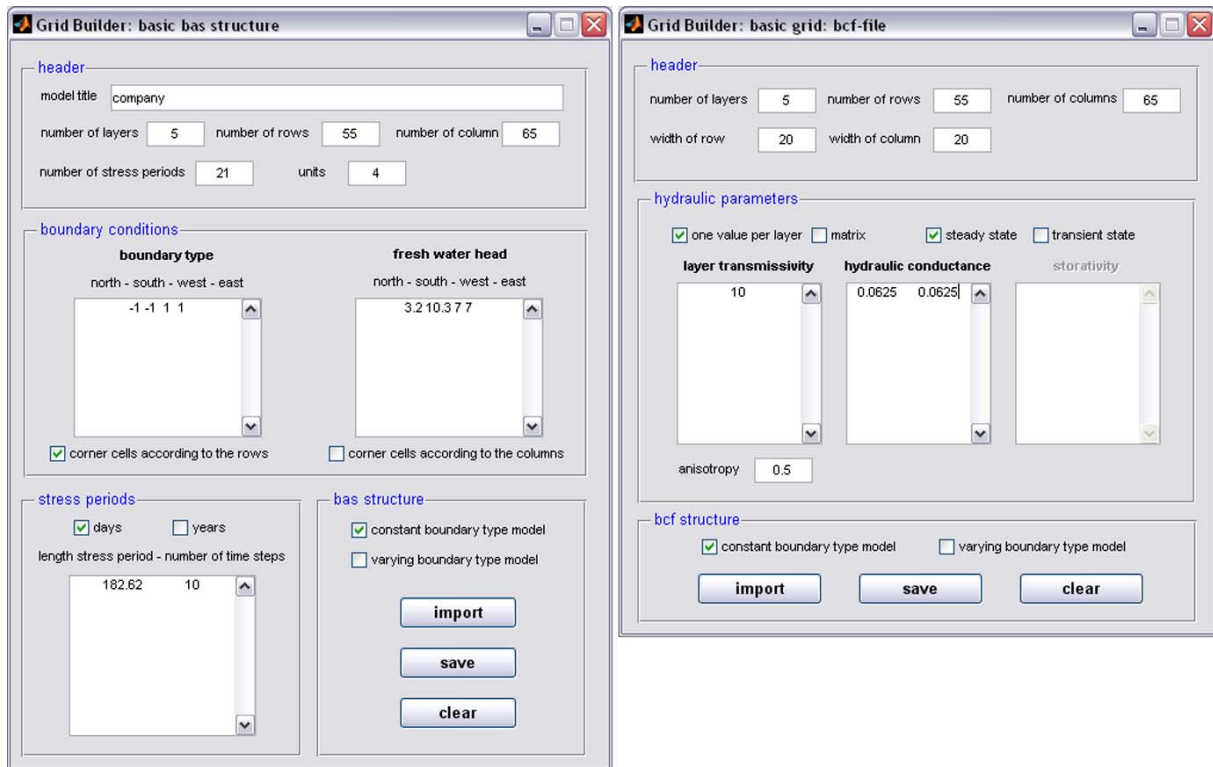 Grid Builder: basic bas structure
header
model title company
number of layers 5 number of rows 55 number of column 65
number of stress periods 21 units 4
boundary conditions
boundary type fresh water head
north - south - west - east north - south - west - east
-1 -1 1 1 3.2 10.3 7 7
corner cells according to the rows corner cells according to the columns
stress periods
days years
length stress period - number of time steps
182.62 10
bas structure
constant boundary type model
varying boundary type model
import
save
clear
Grid Builder: basic grid: bcf-file
header
number of layers 5 number of rows 55 number of columns 65
width of row 20 width of column 20
hydraulic parameters
one value per layer matrix steady state transient state
layer transmissivity hydraulic conductance storativity
10 0.0625 0.0625
anisotropy 0.5
bcf structure
constant boundary type model varying boundary type model
import save clear